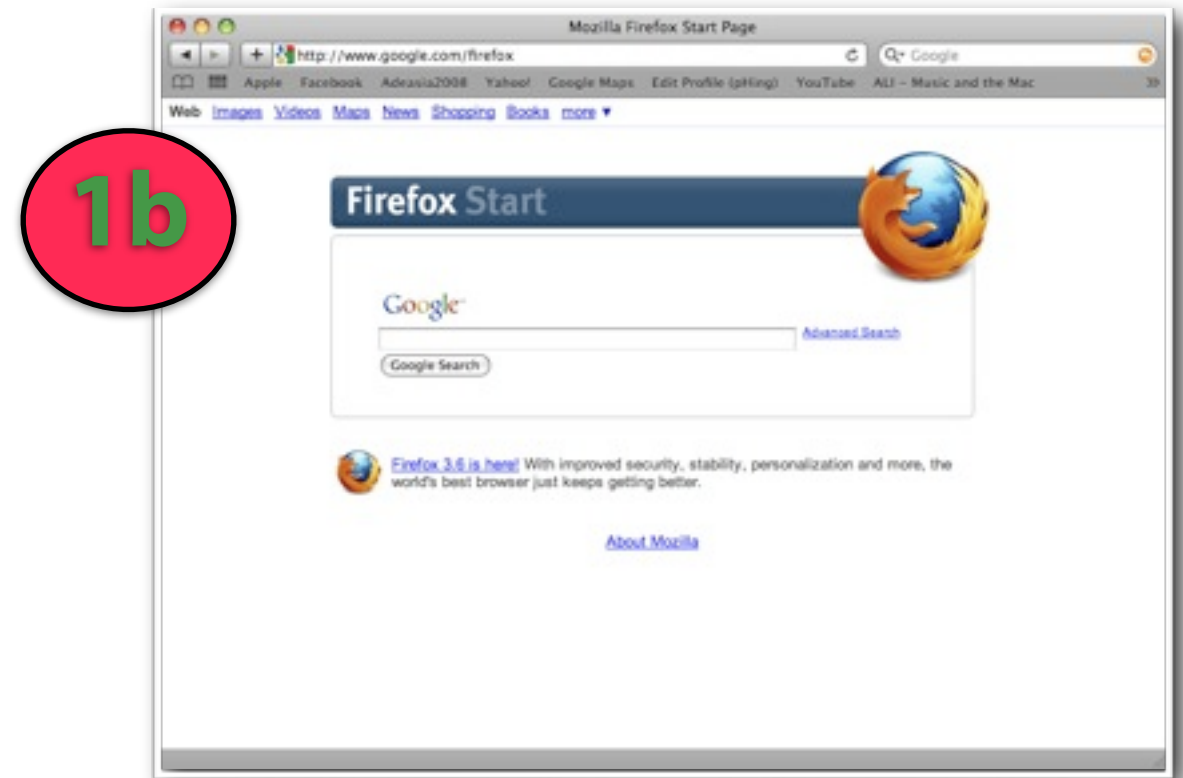 Mozilla Firefox Start Page
http://www.google.com/firefox
Google
Apple Facebook Adeasia2008 Yahoo! Google Maps Edit Profile (pHing) YouTube ALI – Music and the Mac
Web Images Videos Maps News Shopping Books more
1b
Firefox Start
Google
Advanced Search
Google Search
Firefox 3.6 is here! With improved security, stability, personalization and more, the
world's best browser just keeps getting better.
About Mozilla